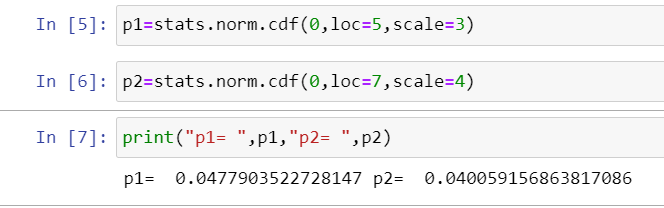 In [5]: p1=stats.norm.cdf(0,loc=5,scale=3)
In [6]: p2=stats.norm.cdf(0,loc=7,scale=4)
In [7]: print("p1= ",p1,"p2= ",p2)
p1=  0.0477903522728147 p2=  0.040059156863817086